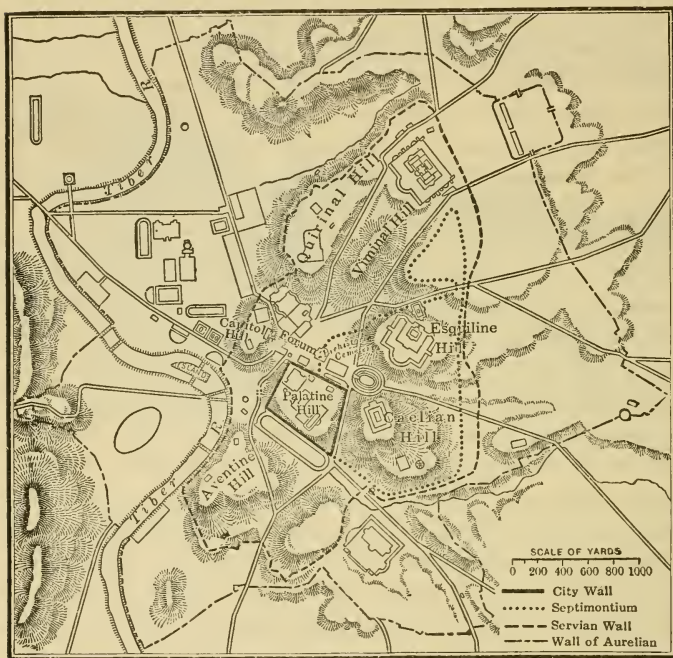 Tiber
Quirinal Hill
Viminal Hill
Capitol
Hill
Forum
Esquiline
Hill
ISLAND
Palatine
Hill
Caelian
Hill
Aventine
Hill
Tiber
R.
SCALE OF YARDS
0 200 400 600 800 1000
City Wall
Septimontium
Servian Wall
Wall of Aurelian